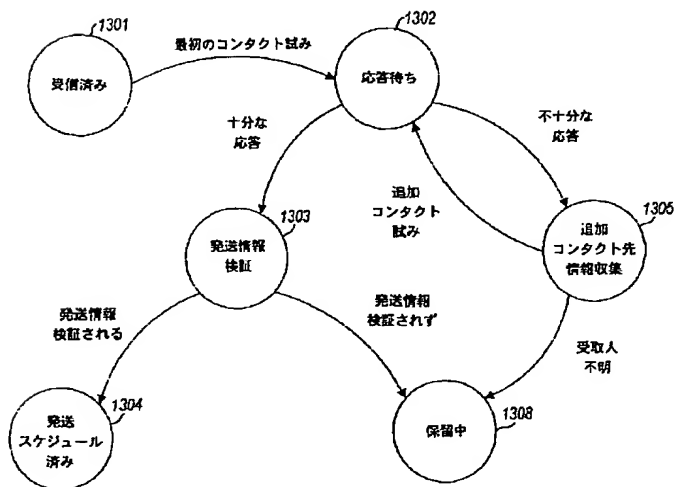 1301
受信済み
最初のコンタクト試み
1302
応答待ち
十分な
応答
不十分な
応答
追加
コンタクト
試み
1303
発送情報
検証
1305
追加
コンタクト先
情報収集
発送情報
検証される
発送情報
検証されず
受取人
不明
1304
発送
スケジュール
済み
1308
保留中